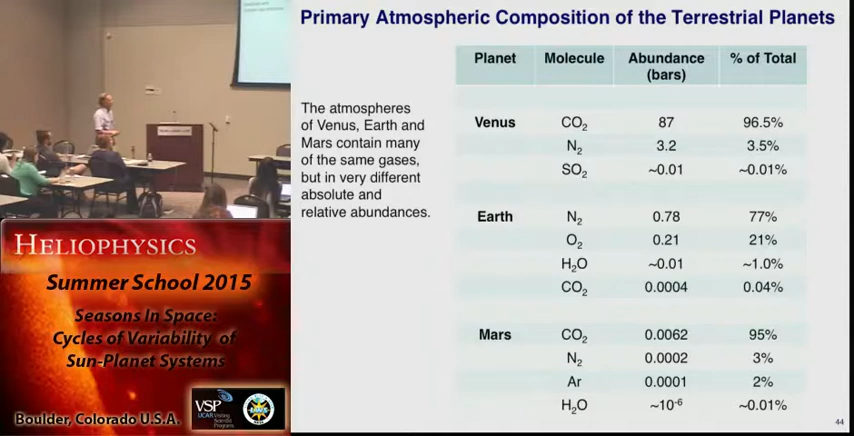 Primary Atmospheric Composition of the Terrestrial Planets
The atmospheres
of Venus, Earth and
Mars contain many
of the same gases,
but in very different
absolute and
relative abundances.
Planet Molecule Abundance (bars) % of Total
Venus CO₂ 87 96.5%
N₂ 3.2 3.5%
SO₂ ~0.01 ~0.01%
Earth N₂ 0.78 77%
O₂ 0.21 21%
H₂O ~0.01 ~1.0%
CO₂ 0.0004 0.04%
Mars CO₂ 0.0062 95%
N₂ 0.0002 3%
Ar 0.0001 2%
H₂O ~10⁻⁶ ~0.01%
44
HELIOPHYSICS
Summer School 2015
Seasons In Space:
Cycles of Variability of
Sun-Planet Systems
Boulder, Colorado U.S.A.
VSP
UCAR Visiting
Scientist
Programs